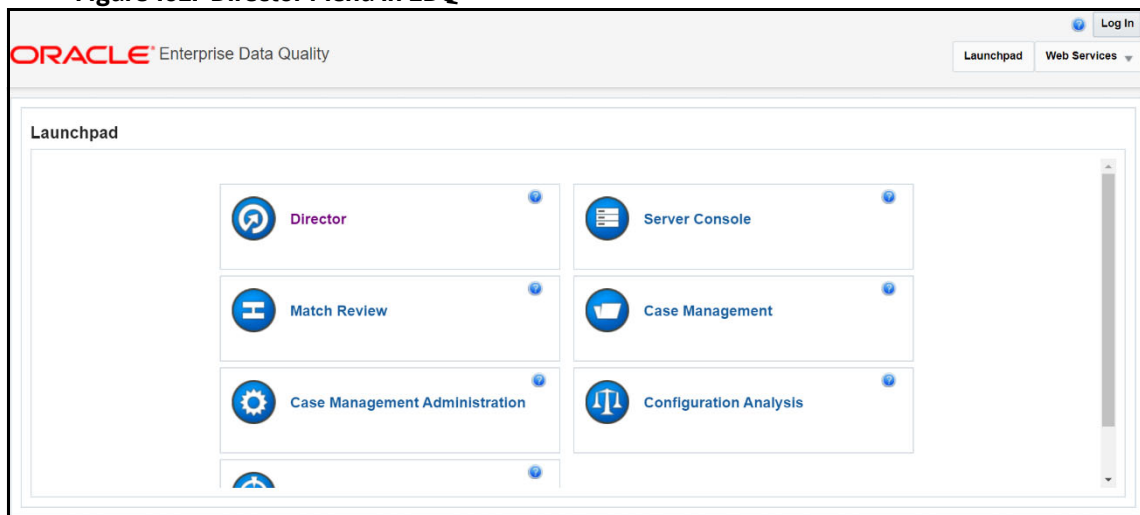 Log In
ORACLE Enterprise Data Quality
Launchpad Web Services
Launchpad
Director
Server Console
Match Review
Case Management
Case Management Administration
Configuration Analysis